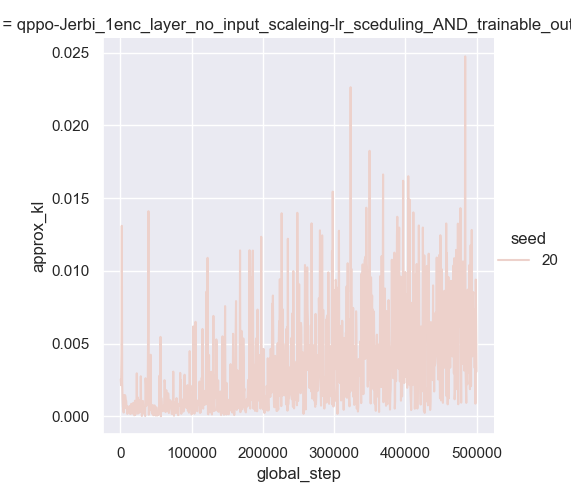 = qppo-Jerbi_1enc_layer_no_input_scaleing-lr_sceduling_AND_trainable_out
0.025
0.020
0.015
0.010
0.005
0.000
approx_kl
0 100000 200000 300000 400000 500000
global_step
seed
20